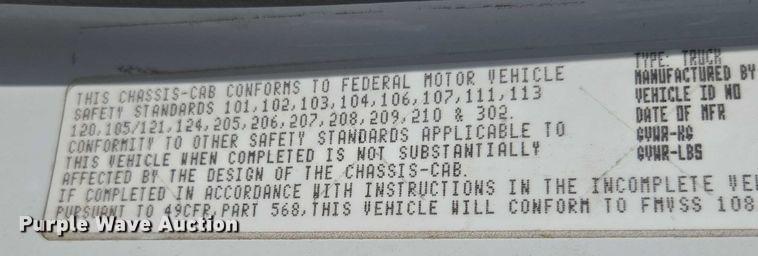 THIS CHASSIS-CAB CONFORMS TO FEDERAL MOTOR VEHICLE
SAFETY STANDARDS 101,102,103,104,106,107,111,113
120,105/121,124,205,206,207,208,209,210 & 302.
CONFORMITY TO OTHER SAFETY STANDARDS APPLICABLE TO
THIS VEHICLE WHEN COMPLETED IS NOT SUBSTANTIALLY
AFFECTED BY THE DESIGN OF THE CHASSIS-CAB.
IF COMPLETED IN ACCORDANCE WITH INSTRUCTIONS IN THE INCOMPLETE VE
PURSUANT TO 49CFR,PART 568,THIS VEHICLE WILL CONFORM TO FMVSS 108
TYPE: TRUCK
MANUFACTURED BY
VEHICLE ID NO
DATE OF MFR
GVWR-KG
GVWR-LBS
Purple Wave Auction